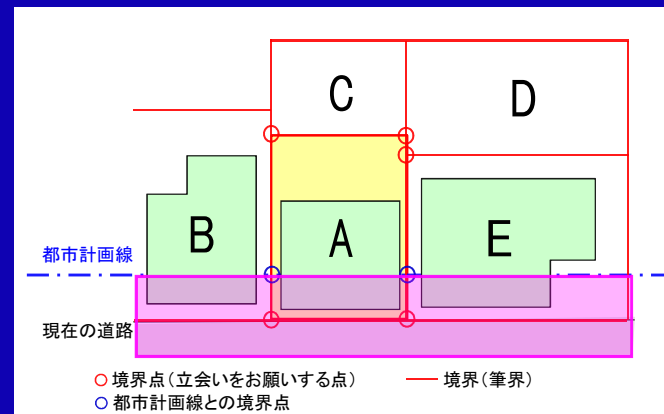 C
D
B
A
E
都市計画線
現在の道路
境界点(立会いをお願いする点)
境界(筆界)
都市計画線との境界点